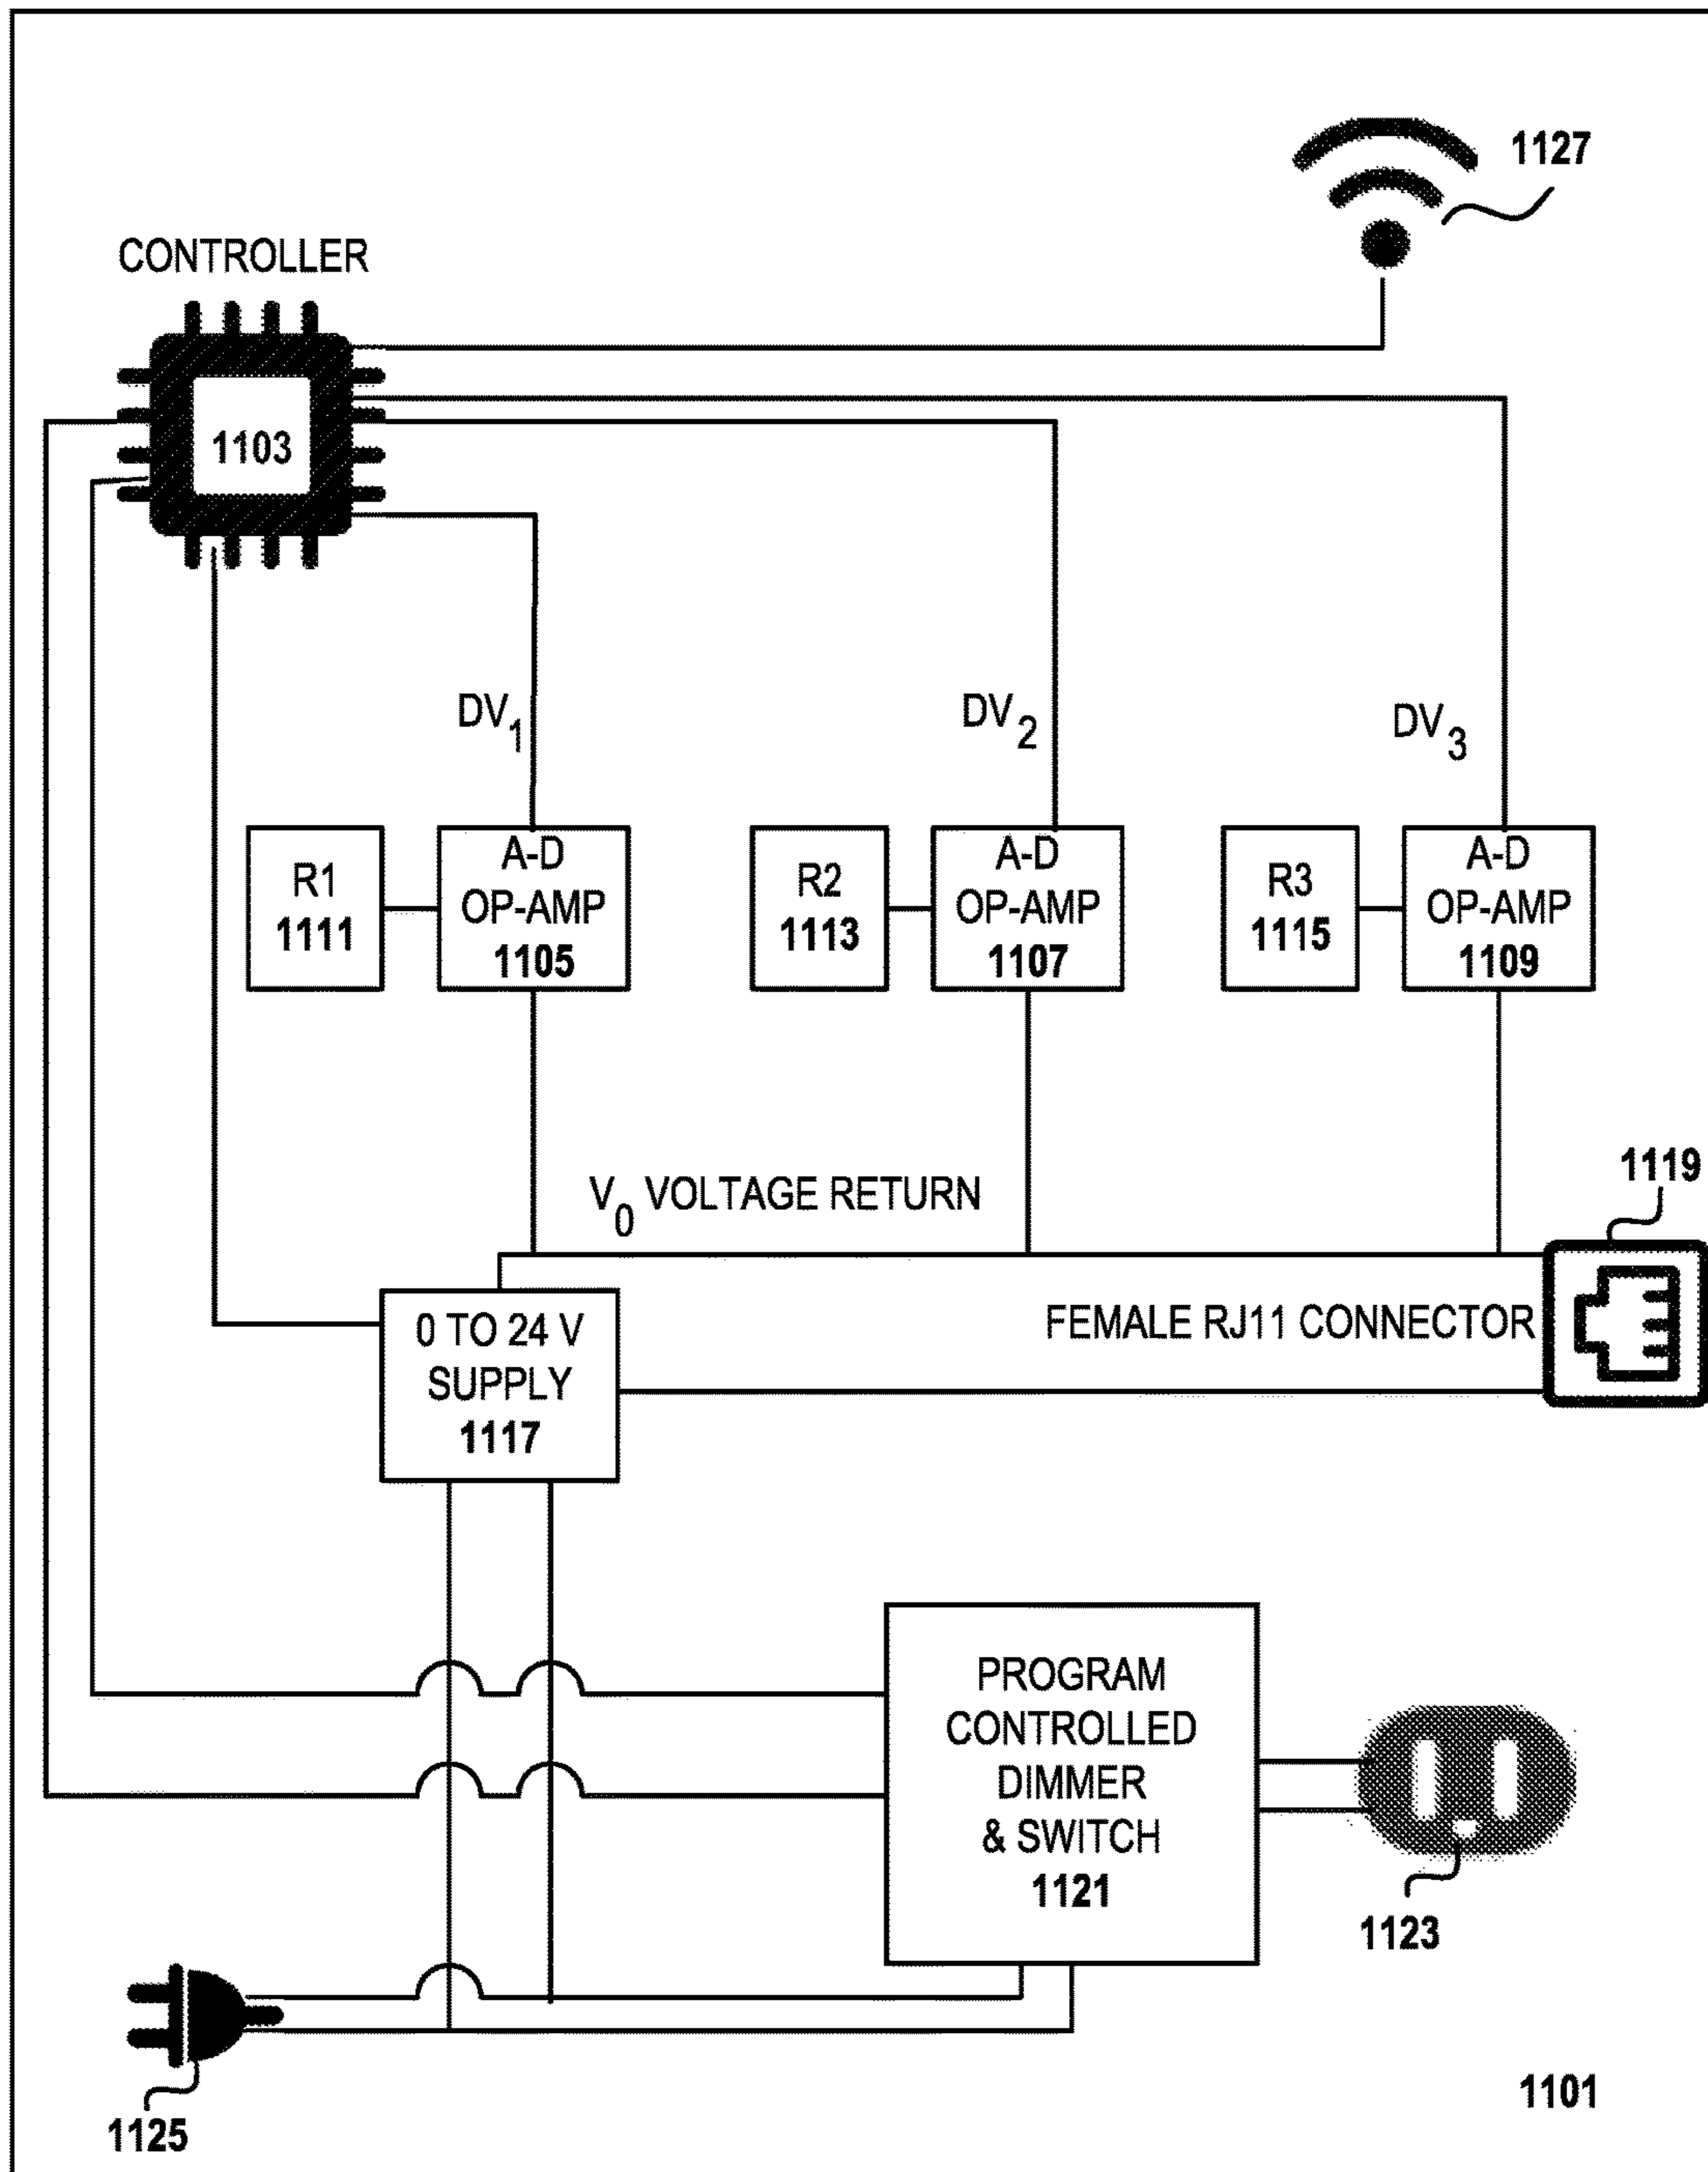 1127
CONTROLLER
1103
DV1
DV2
DV3
R1
1111
A-D
OP-AMP
1105
R2
1113
A-D
OP-AMP
1107
R3
1115
A-D
OP-AMP
1109
V0 VOLTAGE RETURN
1119
FEMALE RJ11 CONNECTOR
0 TO 24 V
SUPPLY
1117
PROGRAM
CONTROLLED
DIMMER
& SWITCH
1121
1123
1125
1101